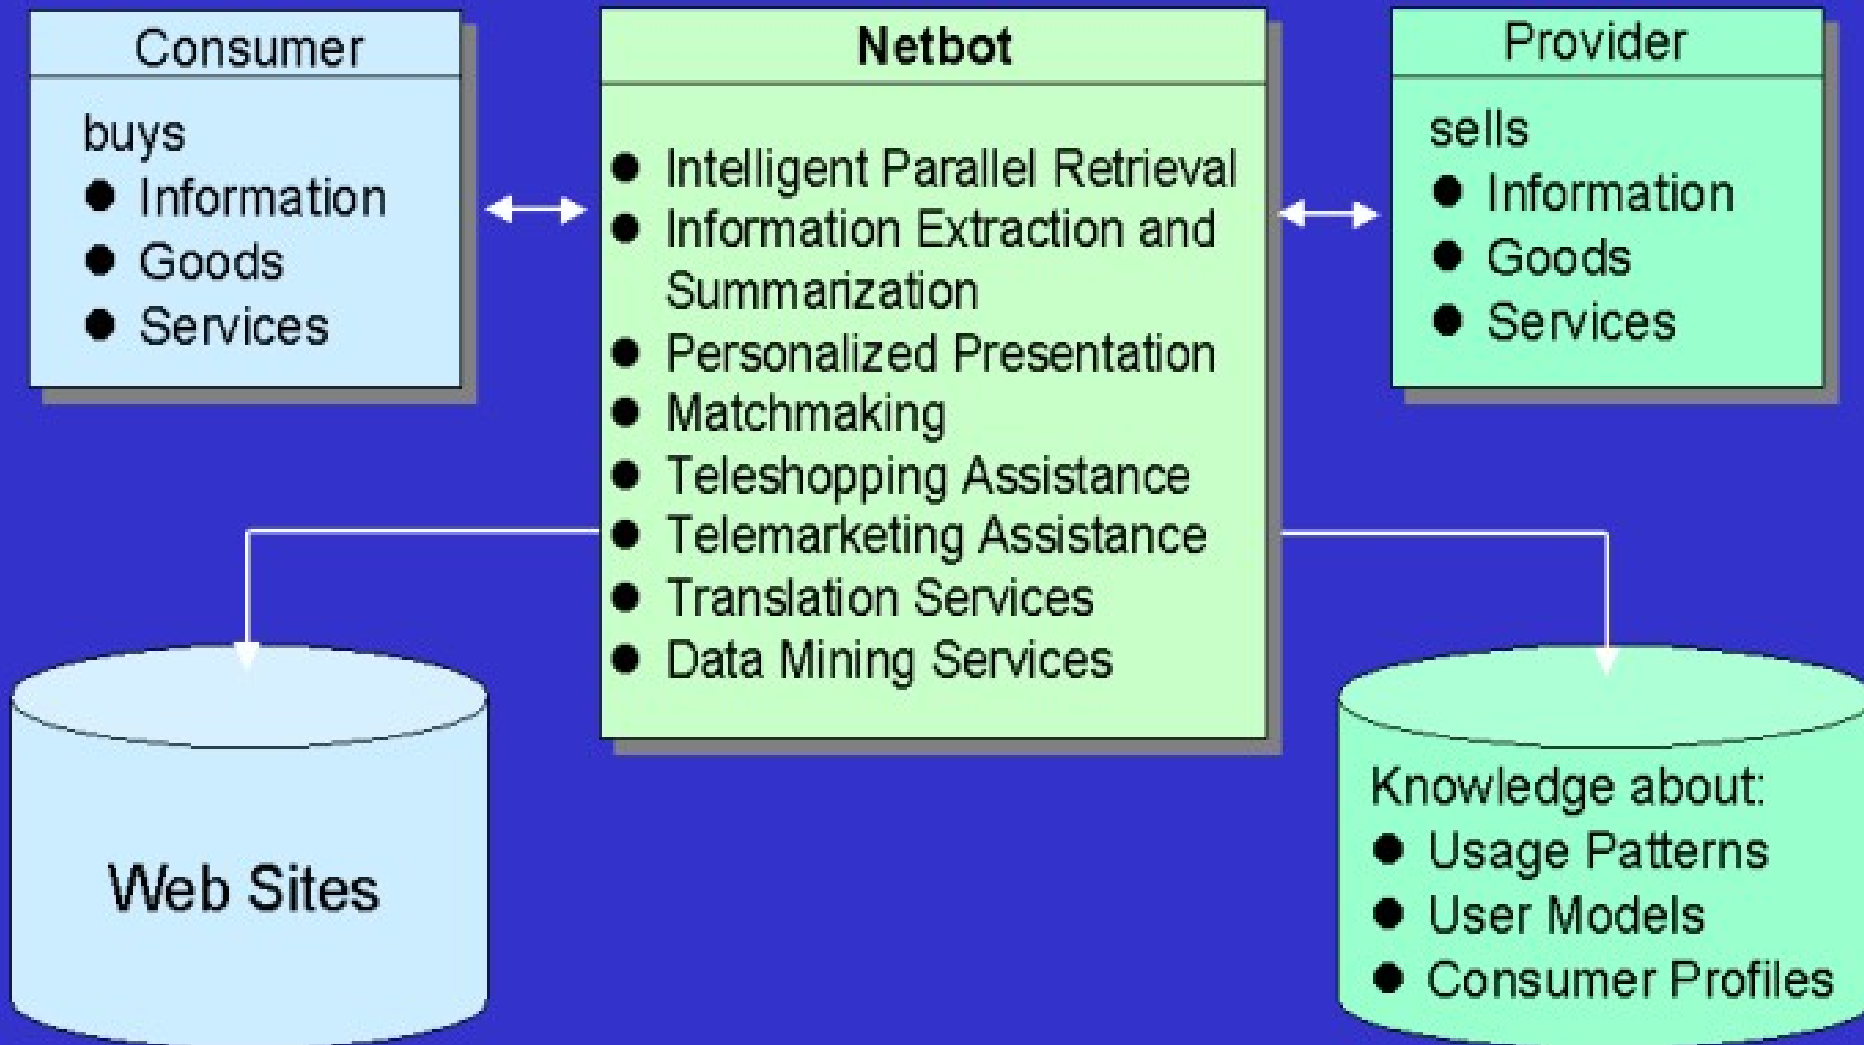 Consumer
buys
● Information
● Goods
● Services
Netbot
● Intelligent Parallel Retrieval
● Information Extraction and
Summarization
● Personalized Presentation
● Matchmaking
● Teleshopping Assistance
● Telemarketing Assistance
● Translation Services
● Data Mining Services
Provider
sells
● Information
● Goods
● Services
Web Sites
Knowledge about:
● Usage Patterns
● User Models
● Consumer Profiles